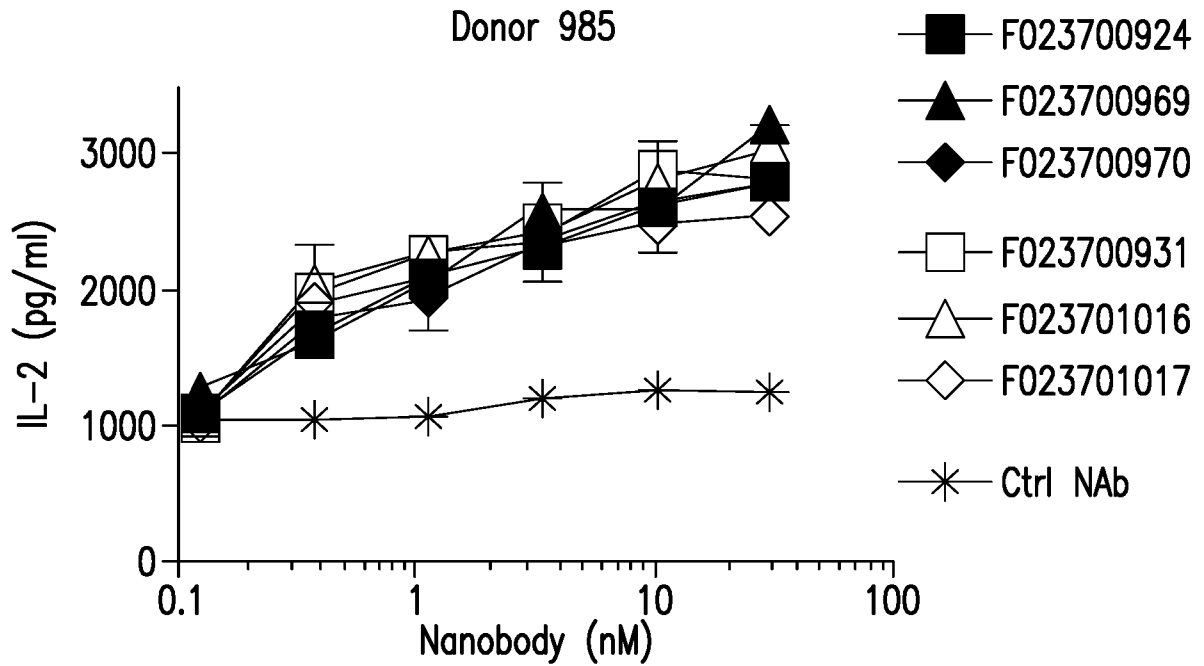 Donor 985
IL-2 (pg/ml)
3000
2000
1000
0
0.1
1
10
100
Nanobody (nM)
F023700924
F023700969
F023700970
F023700931
F023701016
F023701017
Ctrl NAb